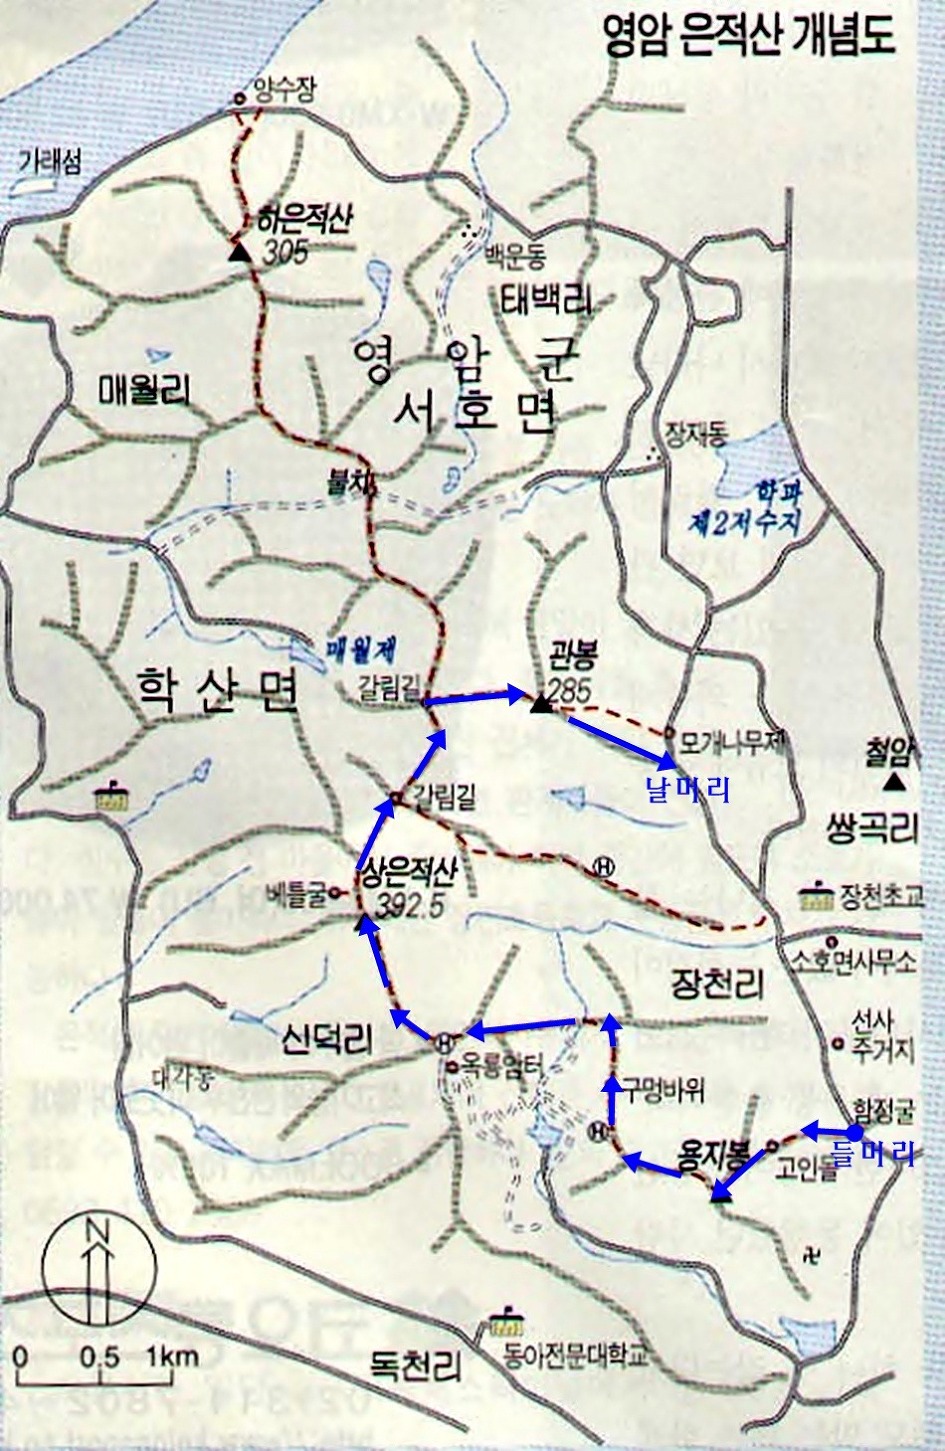 영암 은적산 개념도
양수장
가래섬
하은적산
305
백운동
태백리
영 암 군
서호면
매월리
장재동
불치
학파
제2저수지
매월제
관봉
285
갈림길
학산면
모개나무제
날머리
철암
갈림길
쌍곡리
상은적산
392.5
베틀굴
H
장천초교
소호면사무소
장천리
선사
주거지
신덕리
H
옥룡암터
대각동
구멍바위
함정굴
H
용지봉
고인돌
들머리
卍
N
0 0.5 1km
독천리
동아전문대학교